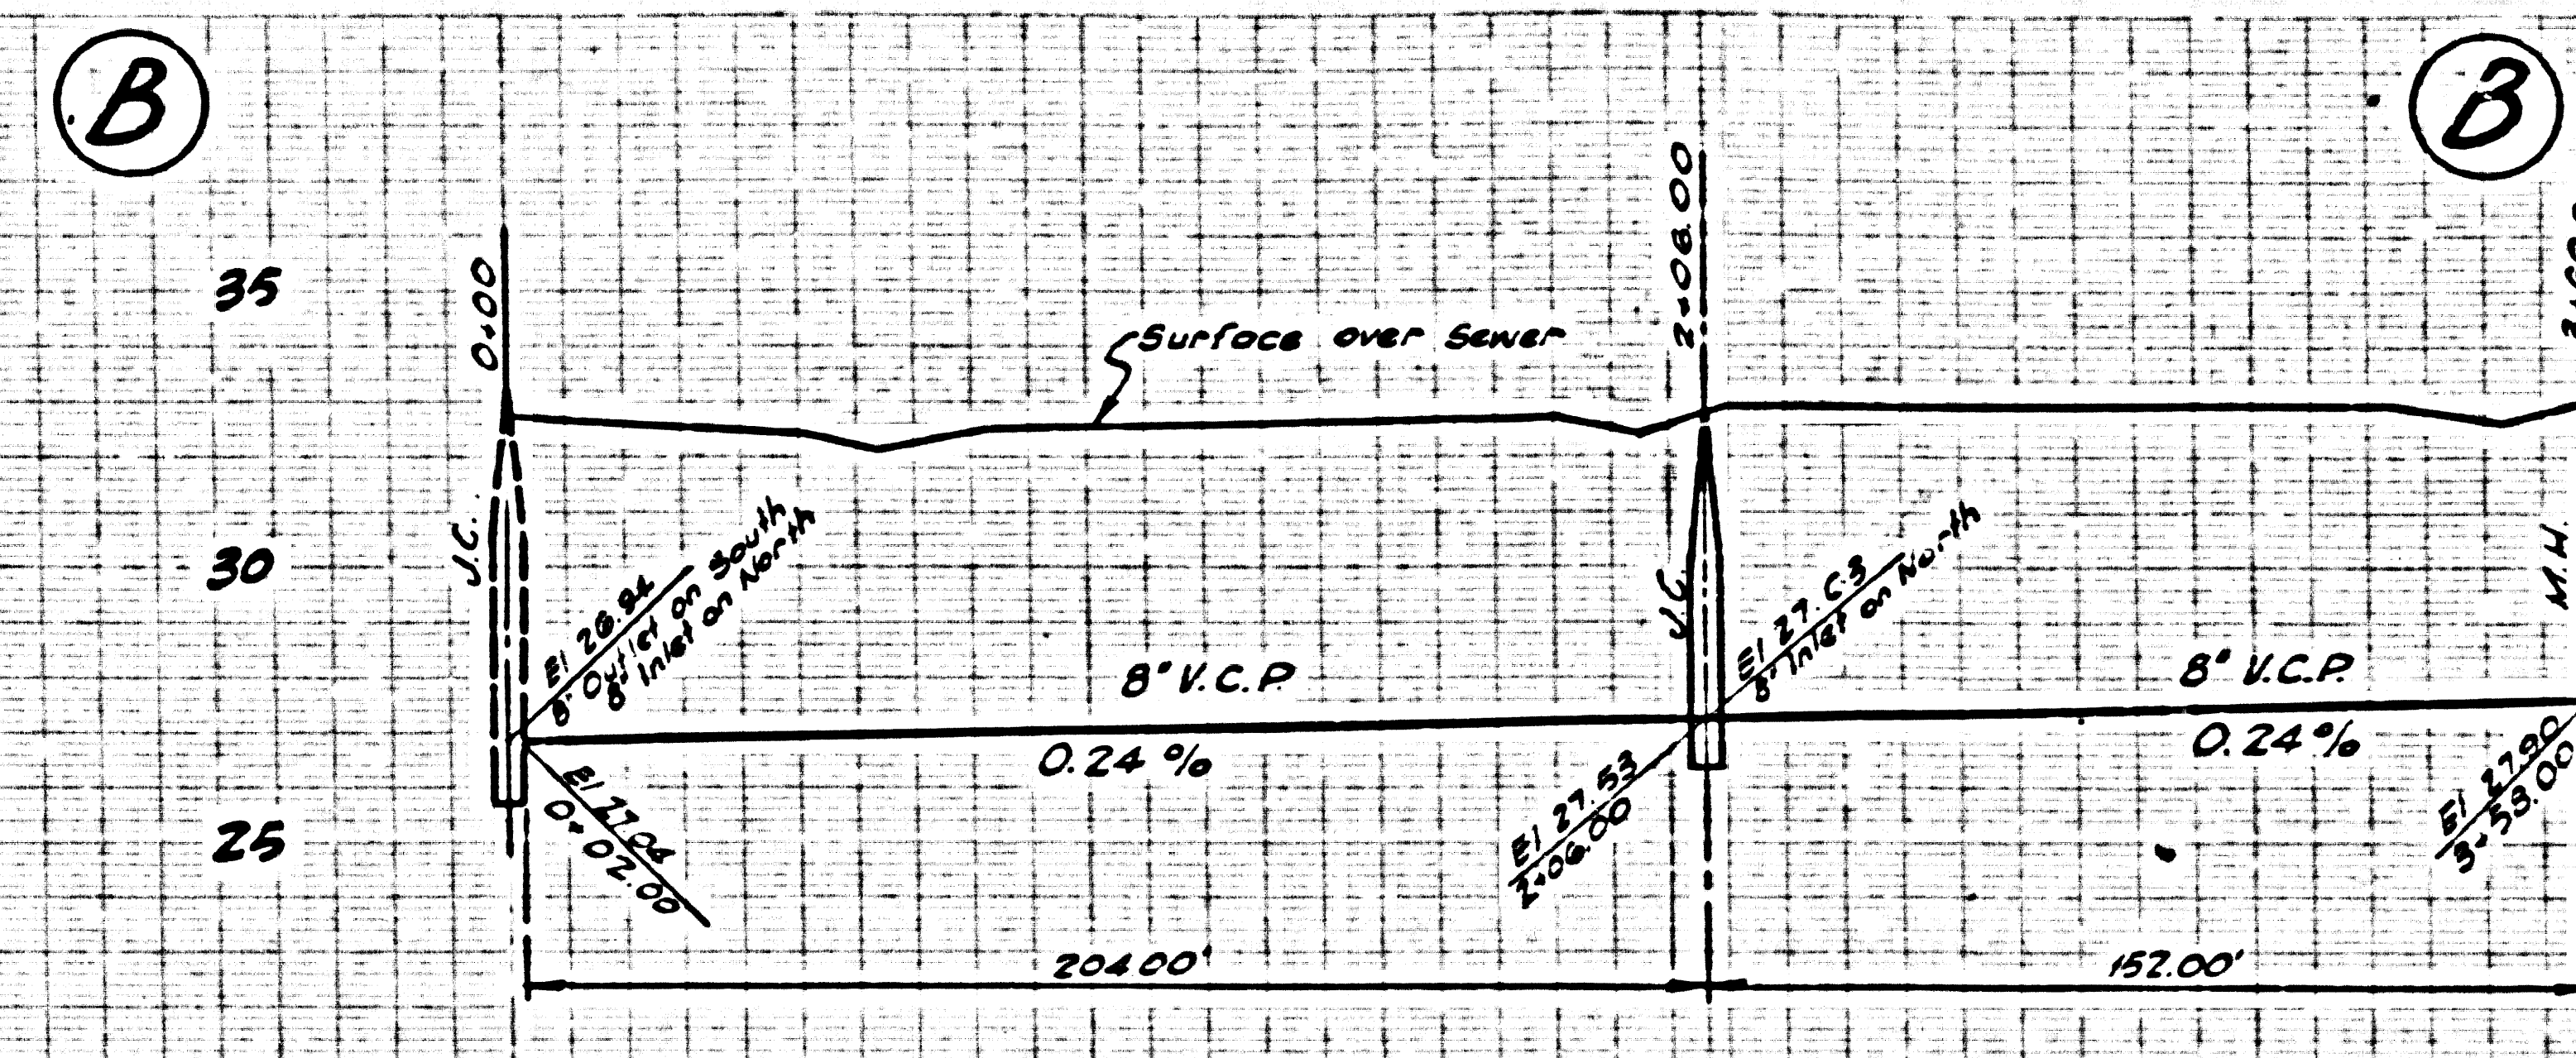 B
B
35
0+00
2+08.00
Surface over Sewer
30
J.C.
El 26.94
8" Outlet on South
8" Inlet on North
J.C.
El 27.63
8" Inlet on North
M.H.
8" V.C.P.
0.24 %
8" V.C.P.
0.24 %
25
El 27.04
0+02.00
El 27.53
2+06.00
El 27.90
3+58.00
204.00'
152.00'